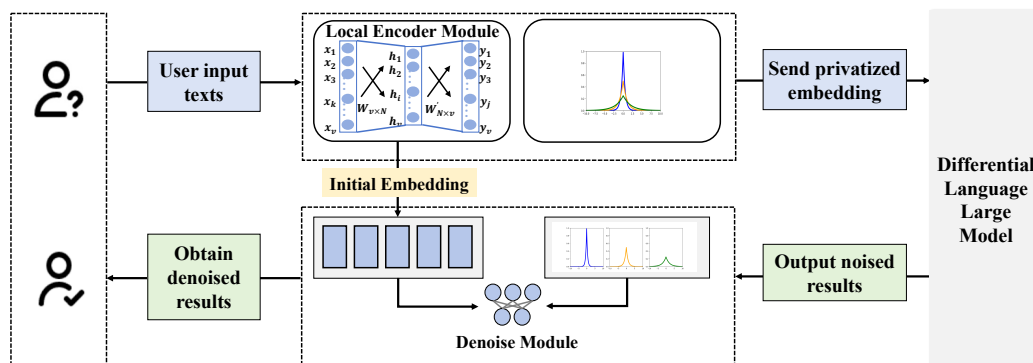 Local Encoder Module
x1
x2
x3
xk
xv
Wv×N
h1
h2
hi
hv
W'N×v
y1
y2
y3
yj
yv
User input
texts
Send privatized
embedding
Initial Embedding
Differential
Language
Large
Model
Obtain
denoised
results
Output noised
results
Denoise Module